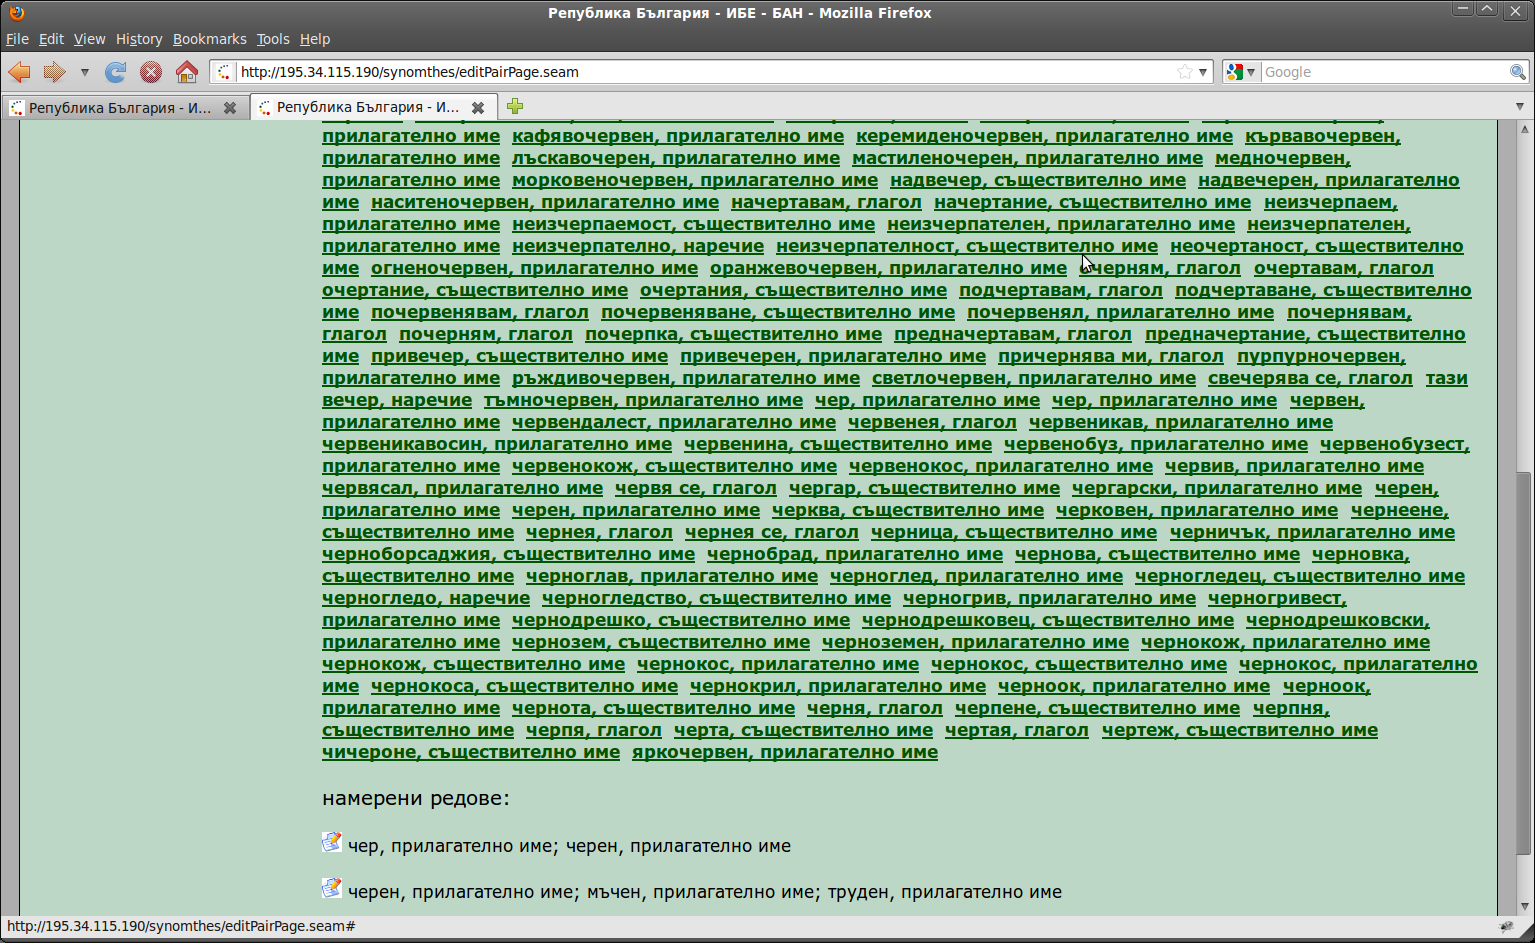 Република България - ИБЕ - БАН - Mozilla Firefox
File Edit View History Bookmarks Tools Help
http://195.34.115.190/synomthes/editPairPage.seam
Google
Република България - И...
Република България - И...
прилагателно име кафявочервен, прилагателно име керемиденочервен, прилагателно име кървавочервен,
прилагателно име лъскавочерен, прилагателно име мастиленочерен, прилагателно име медночервен,
прилагателно име морковеночервен, прилагателно име надвечер, съществително име надвечерен, прилагателно
име наситеночервен, прилагателно име начертавам, глагол начертание, съществително име неизчерпаем,
прилагателно име неизчерпаемост, съществително име неизчерпателен, прилагателно име неизчерпателен,
прилагателно име неизчерпателно, наречие неизчерпателност, съществително име неочертаност, съществително
име огненочервен, прилагателно име оранжевочервен, прилагателно име очерням, глагол очертавам, глагол
очертание, съществително име очертания, съществително име подчертавам, глагол подчертаване, съществително
име почервенявам, глагол почервеняване, съществително име почервенял, прилагателно име почернявам,
глагол почерням, глагол почерпка, съществително име предначертавам, глагол предначертание, съществително
име привечер, съществително име привечерен, прилагателно име причернява ми, глагол пурпурночервен,
прилагателно име ръждивочервен, прилагателно име светлочервен, прилагателно име свечерява се, глагол тази
вечер, наречие тъмночервен, прилагателно име чер, прилагателно име чер, прилагателно име червен,
прилагателно име червендалест, прилагателно име червенея, глагол червеникав, прилагателно име
червеникавосин, прилагателно име червенина, съществително име червенобуз, прилагателно име червенобузест,
прилагателно име червенокож, съществително име червенокос, прилагателно име червив, прилагателно име
червясал, прилагателно име червя се, глагол чергар, съществително име чергарски, прилагателно име черен,
прилагателно име черен, прилагателно име черква, съществително име черковен, прилагателно име чернеене,
съществително име чернея, глагол чернея се, глагол черница, съществително име черничък, прилагателно име
черноборсаджия, съществително име чернобрад, прилагателно име чернова, съществително име черновка,
съществително име черноглав, прилагателно име черноглед, прилагателно име черногледец, съществително име
черногледо, наречие черногледство, съществително име черногрив, прилагателно име черногривест,
прилагателно име чернодрешко, съществително име чернодрешковец, съществително име чернодрешковски,
прилагателно име чернозем, съществително име черноземен, прилагателно име чернокож, прилагателно име
чернокож, съществително име чернокос, прилагателно име чернокос, съществително име чернокос, прилагателно
име чернокоса, съществително име чернокрил, прилагателно име черноок, прилагателно име черноок,
прилагателно име чернота, съществително име черня, глагол черпене, съществително име черпня,
съществително име черпя, глагол черта, съществително име чертая, глагол чертеж, съществително име
чичероне, съществително име яркочервен, прилагателно име
намерени редове:
чер, прилагателно име; черен, прилагателно име
черен, прилагателно име; мъчен, прилагателно име; труден, прилагателно име
http://195.34.115.190/synomthes/editPairPage.seam#